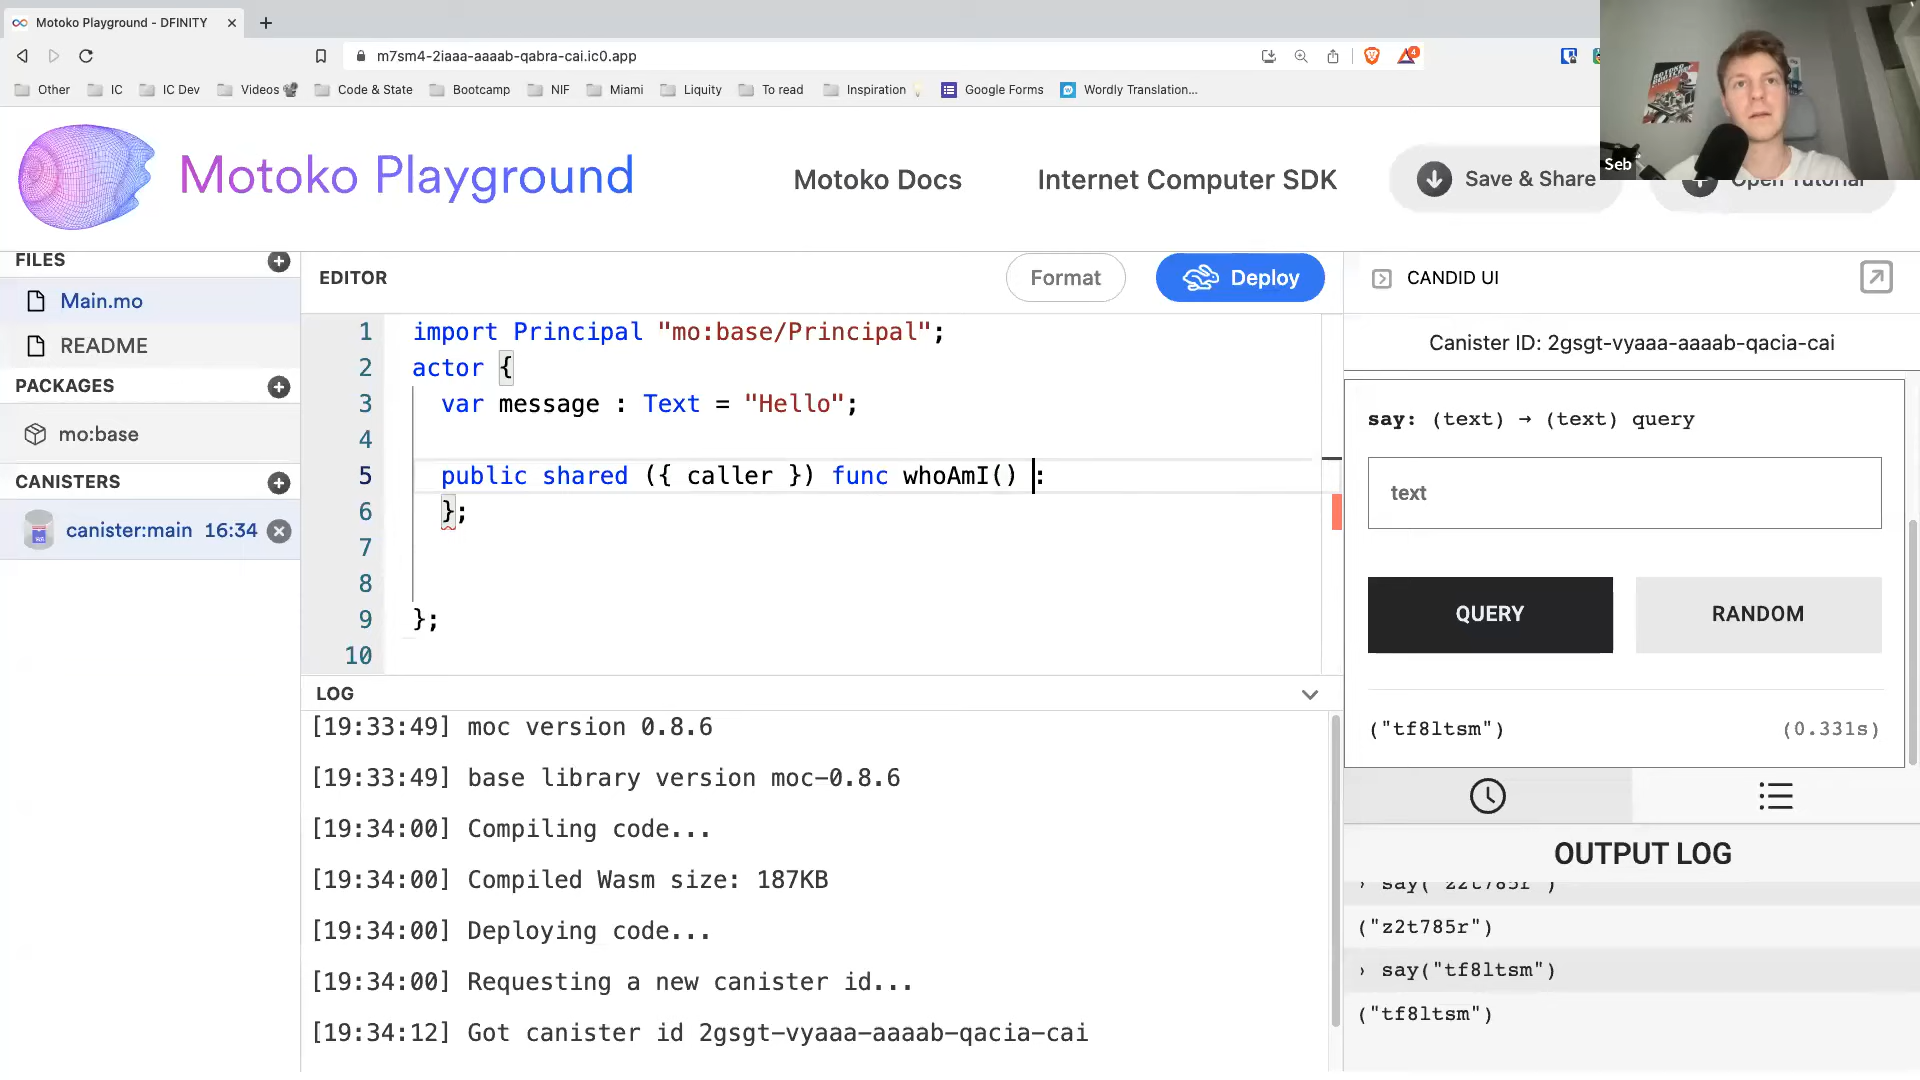 Motoko Playground - DFINITY
m7sm4-2iaaa-aaaab-qabra-cai.ic0.app
4
Other IC IC Dev Videos Code & State Bootcamp NIF Miami Liquity To read Inspiration Google Forms Wordly Translation...
MOTOKO BOOTCAMP
Seb
Motoko Playground
Motoko Docs
Internet Computer SDK
Save & Share
Open Tutorial
FILES
Main.mo
README
PACKAGES
mo:base
CANISTERS
canister:main 16:34
EDITOR
Format
Deploy
1 import Principal "mo:base/Principal";
2 actor {
3 var message : Text = "Hello";
4
5 public shared ({ caller }) func whoAmI() :
6 };
7
8
9 };
10
LOG
[19:33:49] moc version 0.8.6
[19:33:49] base library version moc-0.8.6
[19:34:00] Compiling code...
[19:34:00] Compiled Wasm size: 187KB
[19:34:00] Deploying code...
[19:34:00] Requesting a new canister id...
[19:34:12] Got canister id 2gsgt-vyaaa-aaaab-qacia-cai
CANDID UI
Canister ID: 2gsgt-vyaaa-aaaab-qacia-cai
say: (text) → (text) query
text
QUERY
RANDOM
("tf8ltsm")
(0.331s)
OUTPUT LOG
› say("z2t785r")
("z2t785r")
› say("tf8ltsm")
("tf8ltsm")